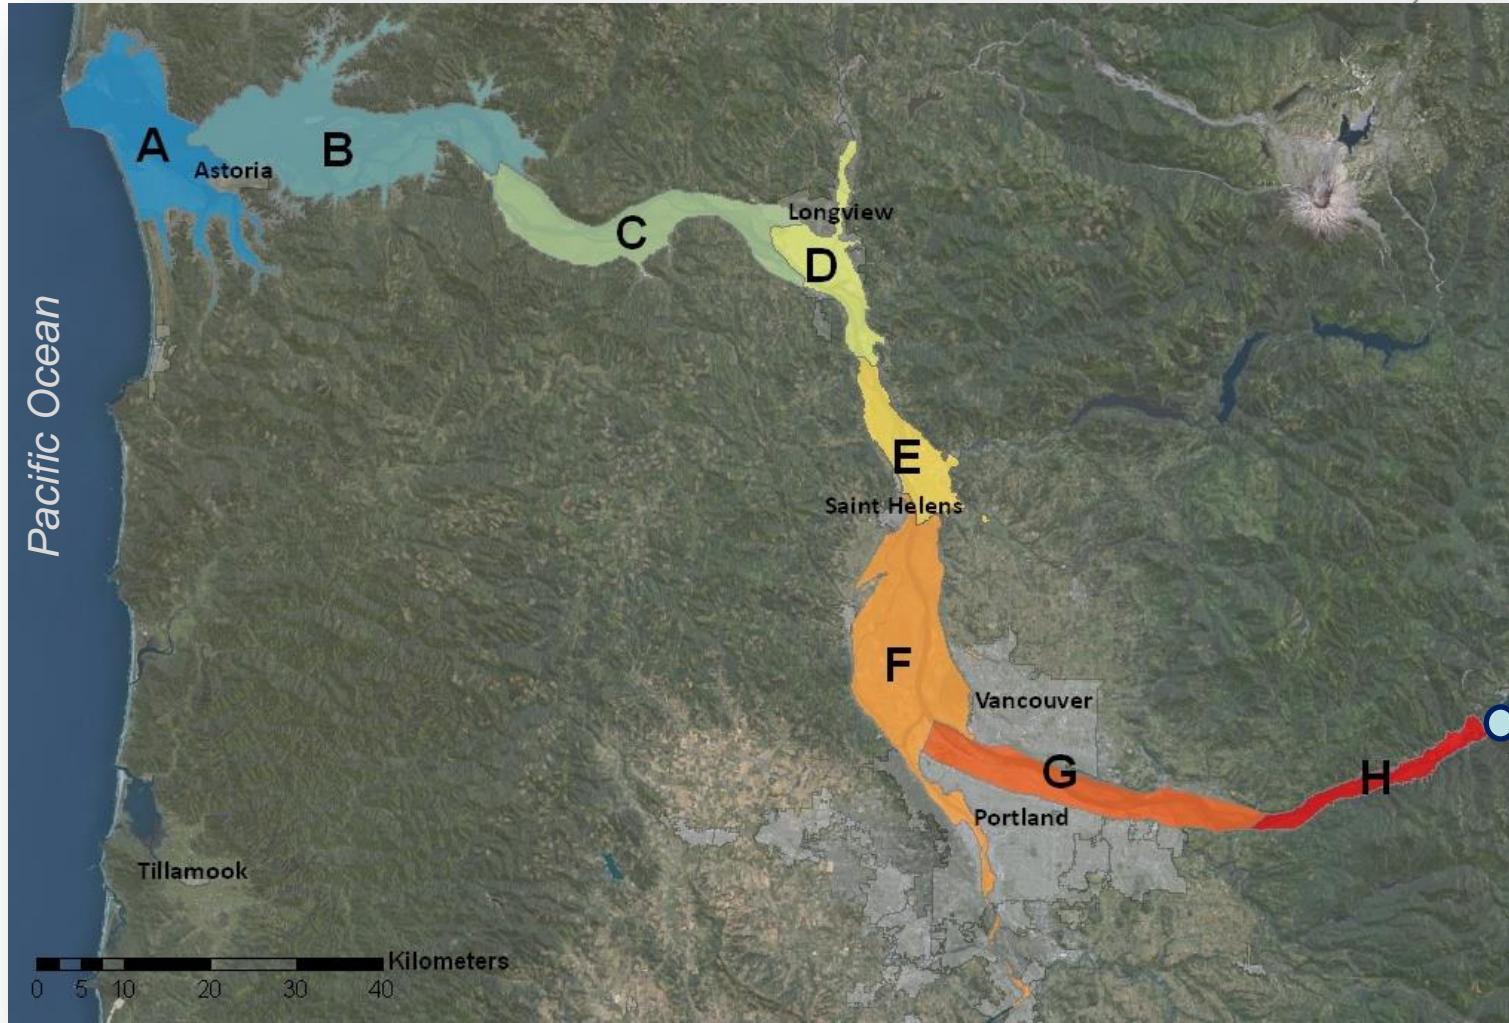 A
B
Astoria
Longview
C
D
Pacific Ocean
E
Saint Helens
F
Vancouver
G
H
Portland
Tillamook
Kilometers
0 5 10 20 30 40